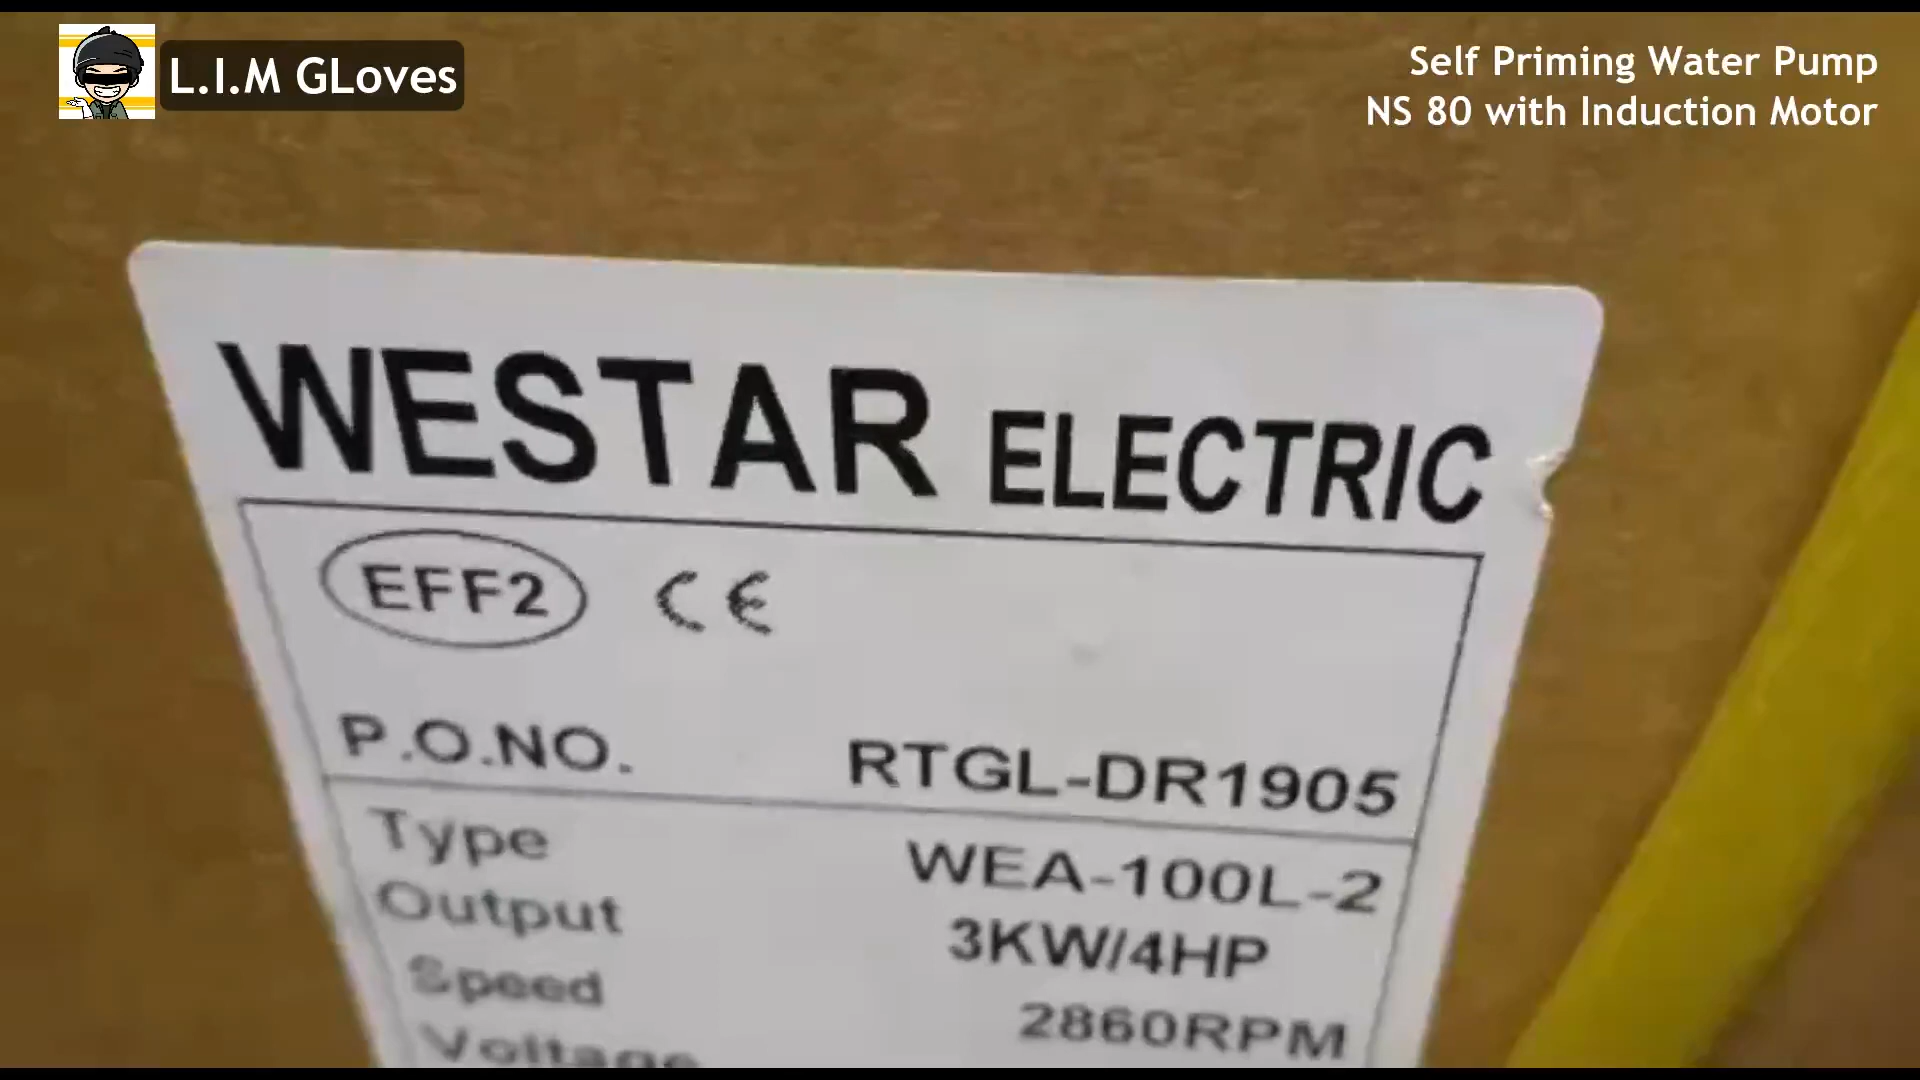 L.I.M GLoves
Self Priming Water Pump
NS 80 with Induction Motor
WESTAR ELECTRIC
EFF2 CE
P.O.NO. RTGL-DR1905
Type WEA-100L-2
Output 3KW/4HP
Speed 2860RPM
Voltage